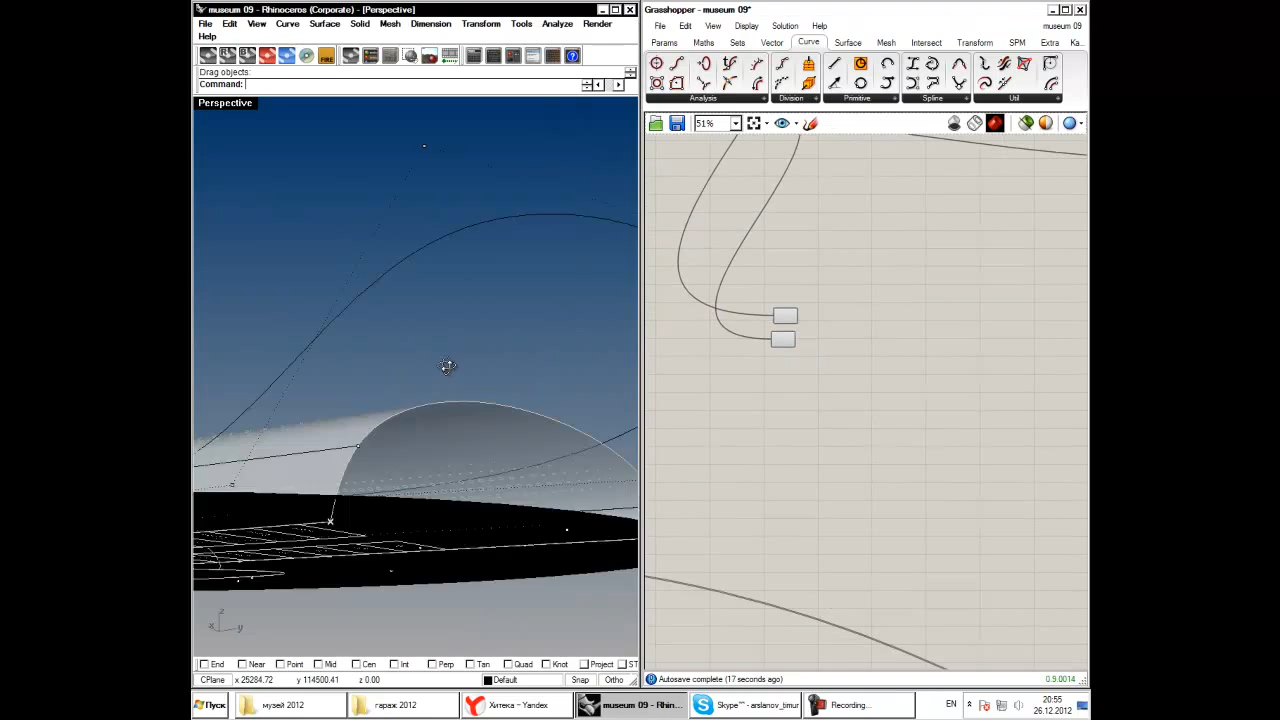 museum 09 - Rhinoceros (Corporate) - [Perspective]
File Edit View Curve Surface Solid Mesh Dimension Transform Tools Analyze Render
Help
Drag objects:
Command:
Perspective
z
x y
End Near Point Mid Cen Int Perp Tan Quad Knot Project ST
CPlane x 25284.72 y 114500.41 z 0.00 Default Snap Ortho
Grasshopper - museum 09*
File Edit View Display Solution Help museum 09
Params Maths Sets Vector Curve Surface Mesh Intersect Transform SPM Extra Ka...
Analysis Division Primitive Spline Util
51%
Autosave complete (17 seconds ago) 0.9.0014
Пуск музей 2012 гараж 2012 Хитека – Yandex museum 09 - Rhin... Skype™ - arslanov_timur Recording... EN 20:55
26.12.2012